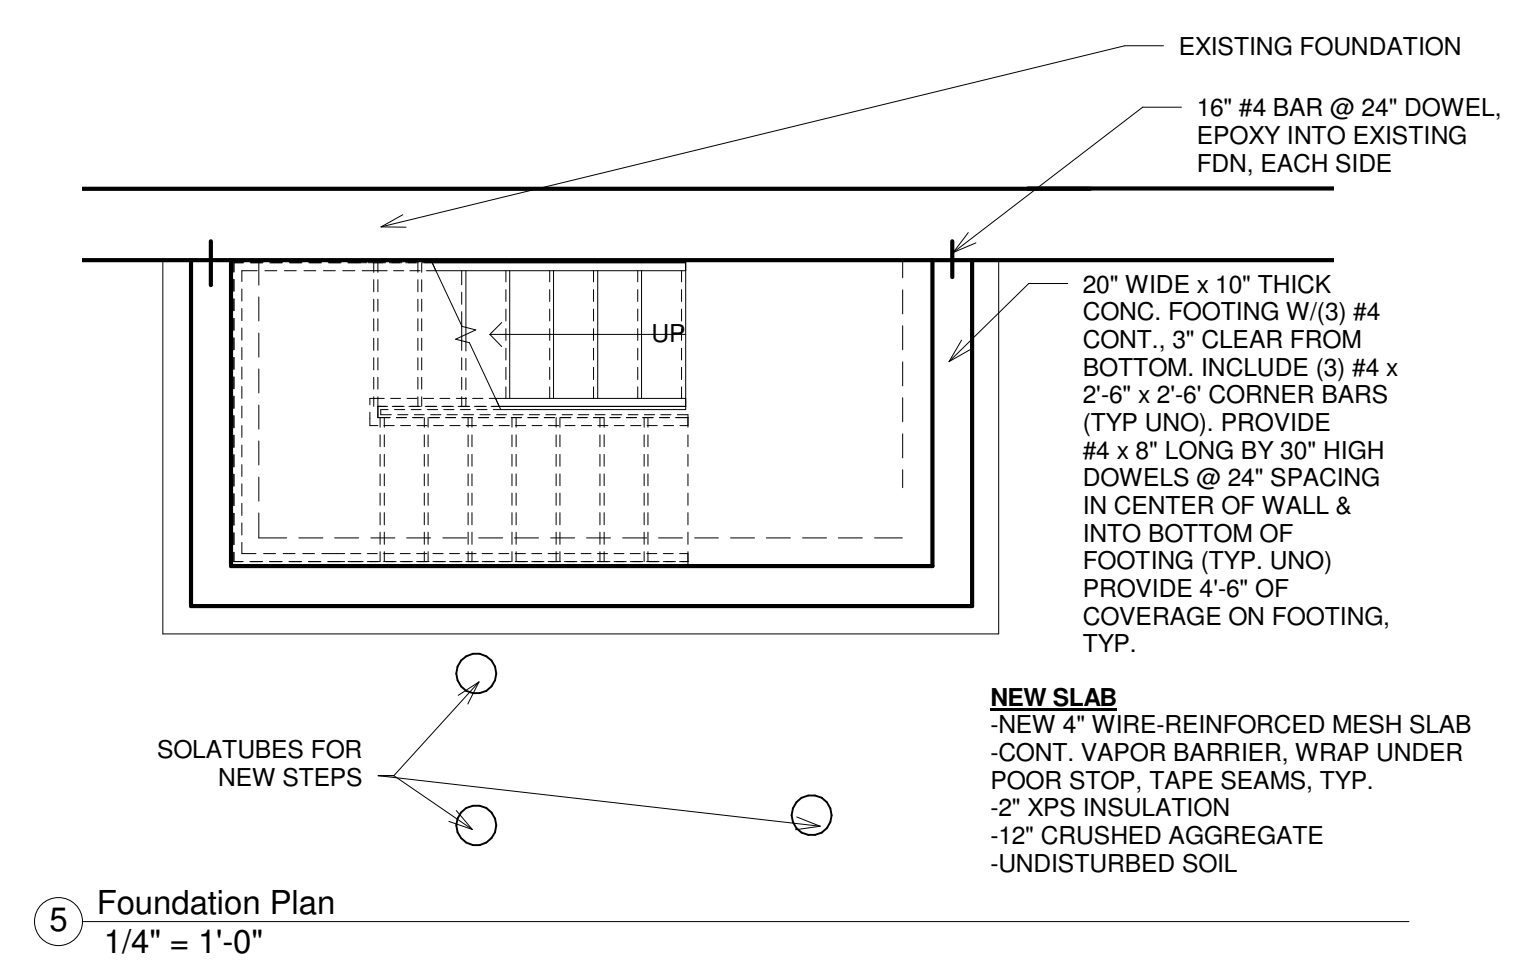 EXISTING FOUNDATION
16" #4 BAR @ 24" DOWEL,
EPOXY INTO EXISTING
FDN, EACH SIDE
20" WIDE x 10" THICK
CONC. FOOTING W/(3) #4
CONT., 3" CLEAR FROM
BOTTOM. INCLUDE (3) #4 x
2'-6" x 2'-6' CORNER BARS
(TYP UNO). PROVIDE
#4 x 8" LONG BY 30" HIGH
DOWELS @ 24" SPACING
IN CENTER OF WALL &
INTO BOTTOM OF
FOOTING (TYP. UNO)
PROVIDE 4'-6" OF
COVERAGE ON FOOTING,
TYP.
UP
NEW SLAB
-NEW 4" WIRE-REINFORCED MESH SLAB
-CONT. VAPOR BARRIER, WRAP UNDER
POOR STOP, TAPE SEAMS, TYP.
-2" XPS INSULATION
-12" CRUSHED AGGREGATE
-UNDISTURBED SOIL
SOLATUBES FOR
NEW STEPS
5
Foundation Plan
1/4" = 1'-0"